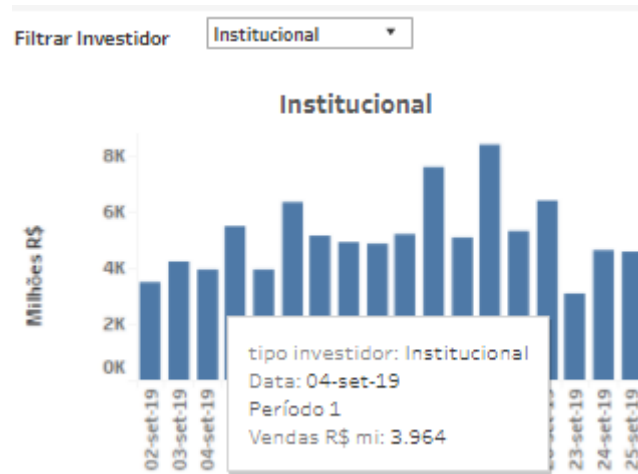 Filtrar Investidor Institucional
Institucional
8K
6K
4K
2K
0K
Milhões R$
tipo investidor: Institucional
Data: 04-set-19
Período 1
Vendas R$ mi: 3.964
02-set-19
03-set-19
04-set-19
23-set-19
24-set-19
25-set-19